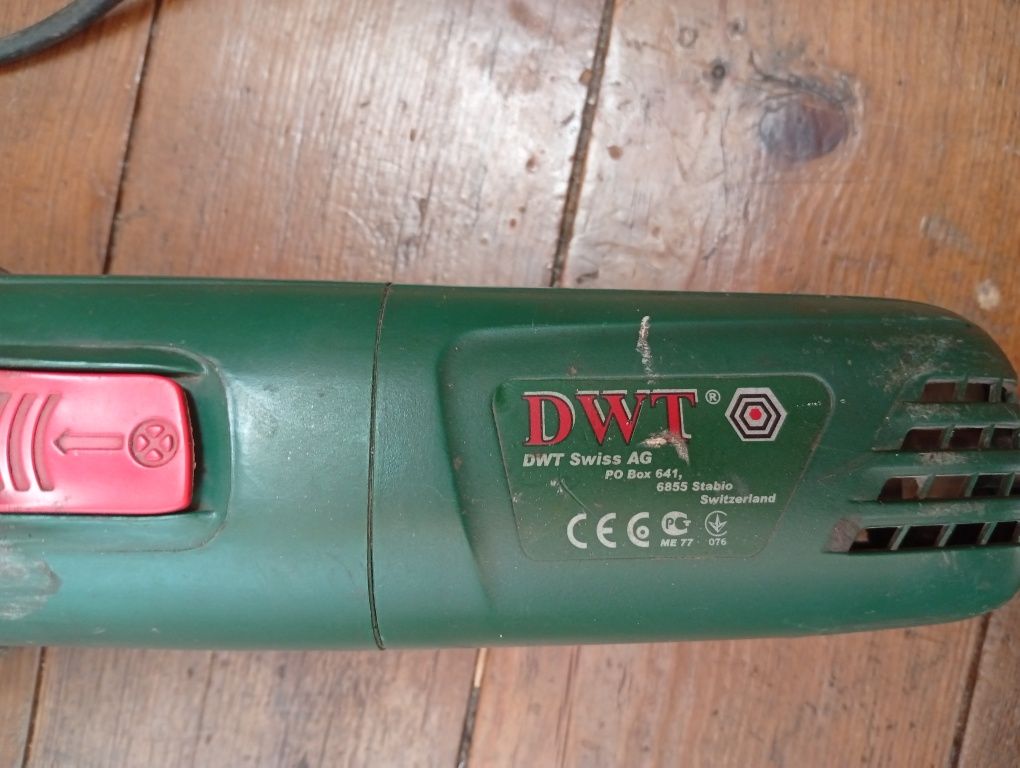 DWT ®
DWT Swiss AG
PO Box 641,
6855 Stabio
Switzerland
CE
ME 77
076